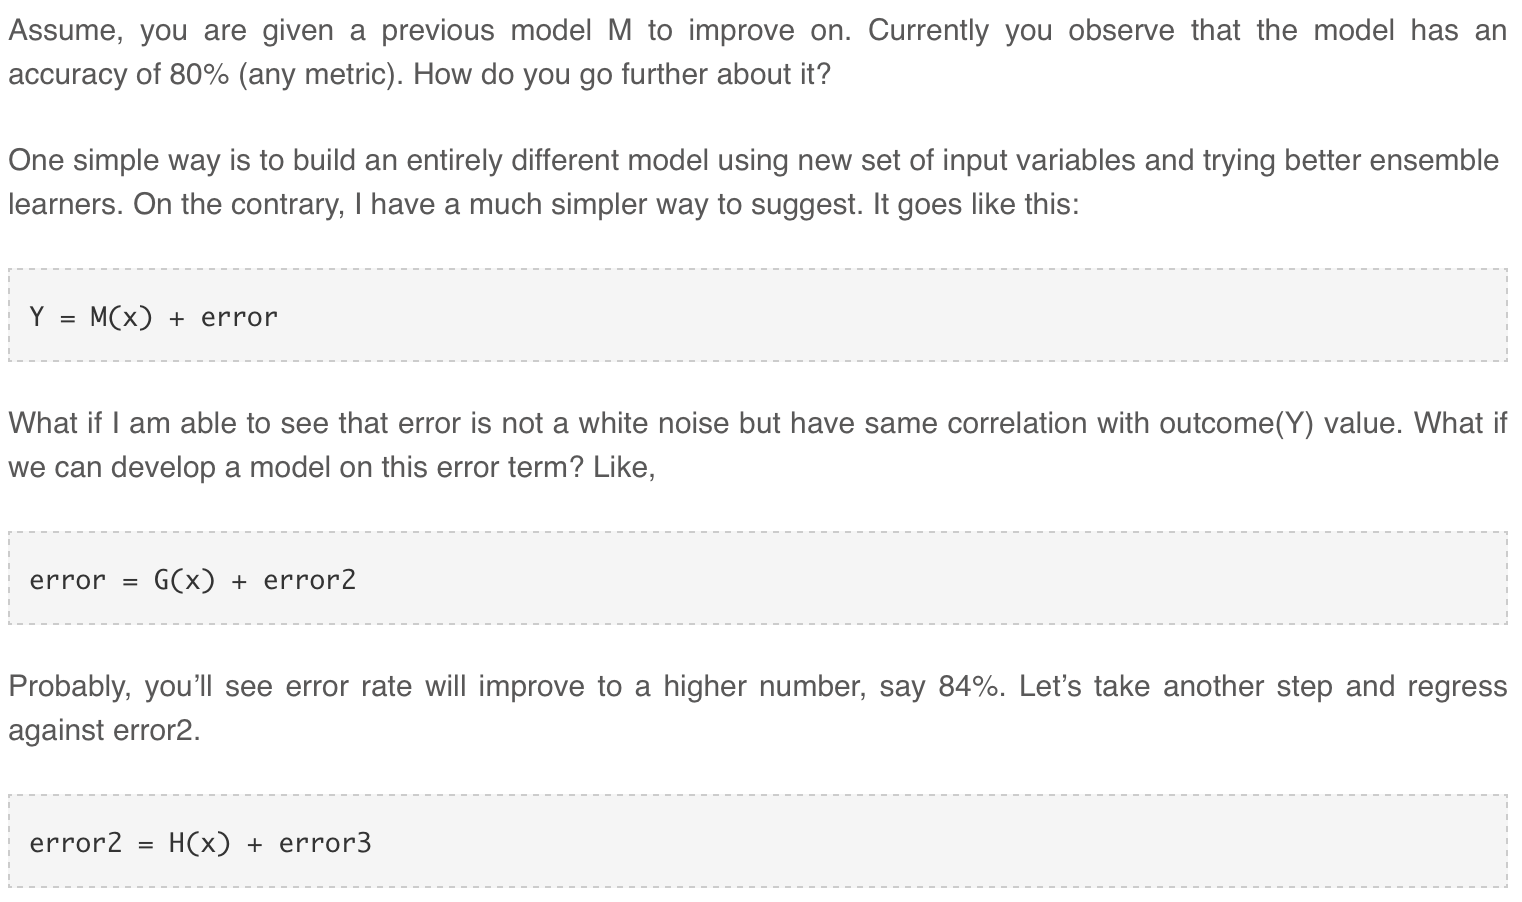 Assume, you are given a previous model M to improve on. Currently you observe that the model has an
accuracy of 80% (any metric). How do you go further about it?
One simple way is to build an entirely different model using new set of input variables and trying better ensemble
learners. On the contrary, I have a much simpler way to suggest. It goes like this:
Y = M(x) + error
What if I am able to see that error is not a white noise but have same correlation with outcome(Y) value. What if
we can develop a model on this error term? Like,
error = G(x) + error2
Probably, you’ll see error rate will improve to a higher number, say 84%. Let’s take another step and regress
against error2.
error2 = H(x) + error3